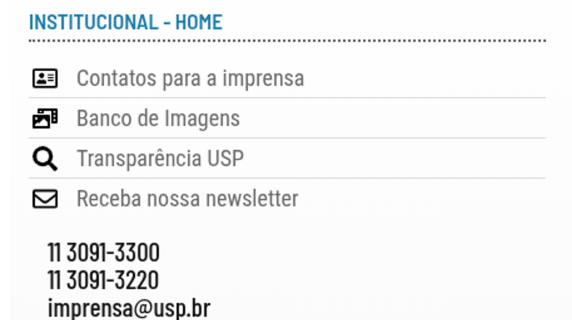 INSTITUCIONAL - HOME
Contatos para a imprensa
Banco de Imagens
Transparência USP
Receba nossa newsletter
11 3091-3300
11 3091-3220
imprensa@usp.br